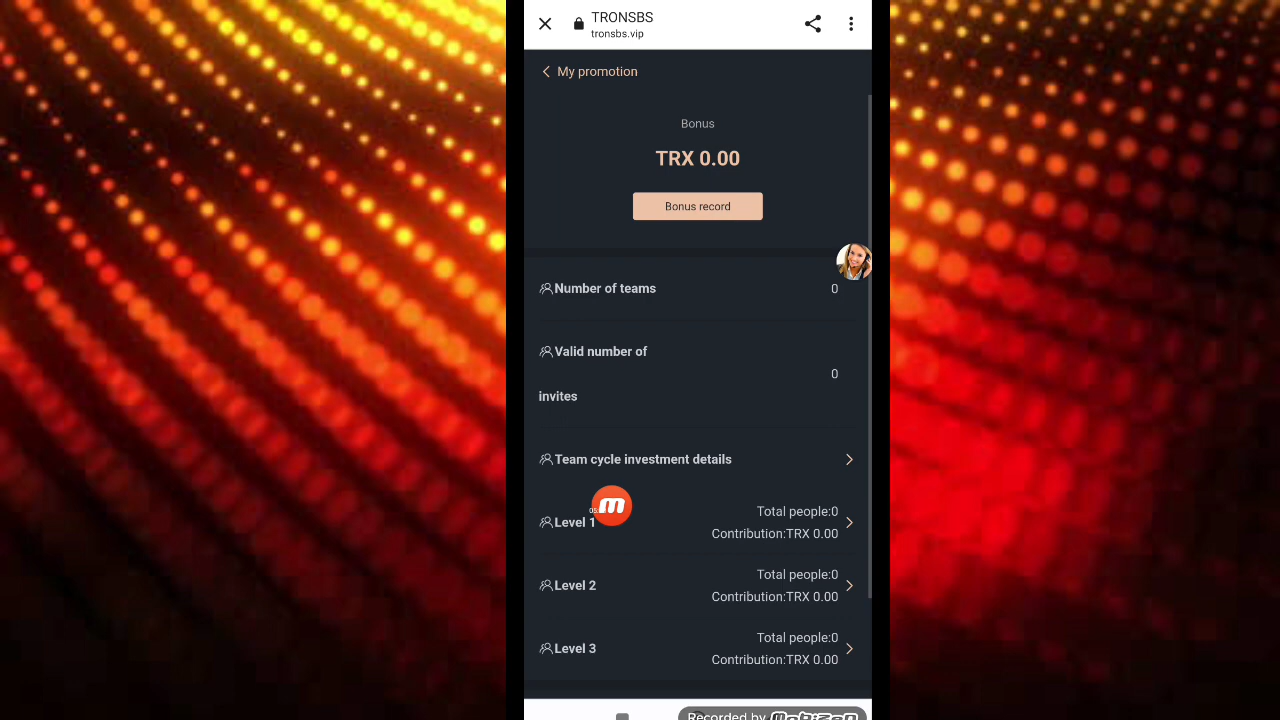 TRONSBS
tronsbs.vip
My promotion
Bonus
TRX 0.00
Bonus record
Number of teams
0
Valid number of
0
invites
Team cycle investment details
m
Level 1
Total people:0
Contribution:TRX 0.00
Level 2
Total people:0
Contribution:TRX 0.00
Level 3
Total people:0
Contribution:TRX 0.00
Recorded by mobizen